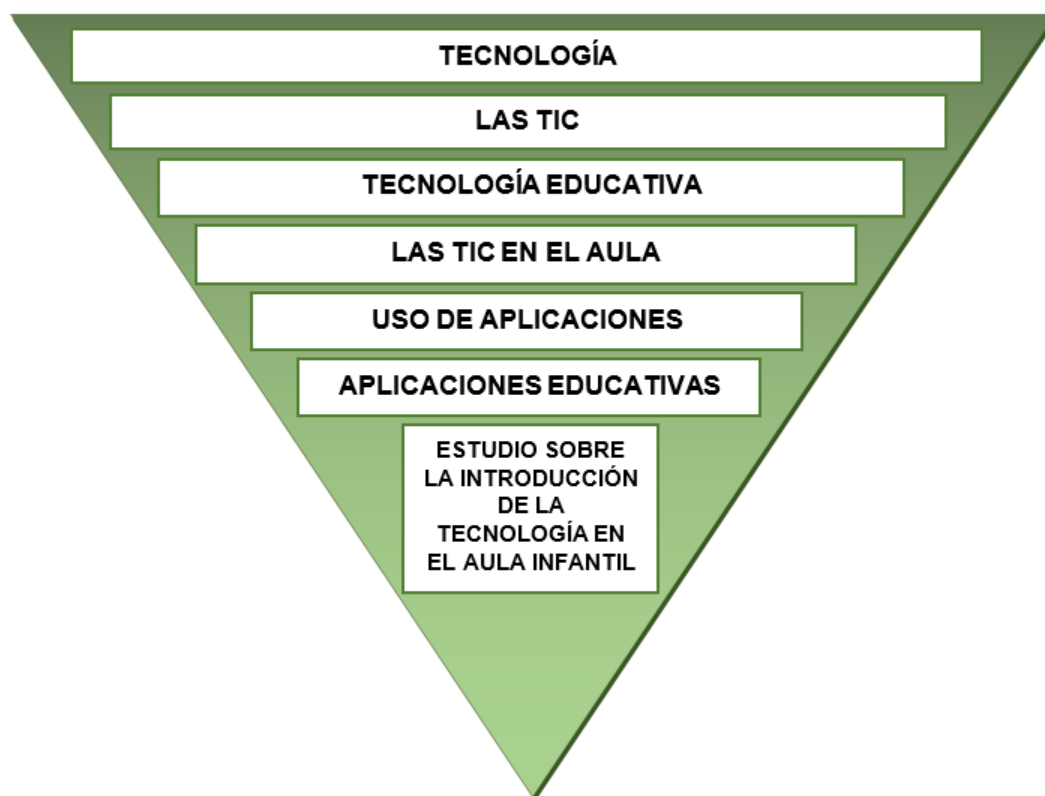 TECNOLOGÍA
LAS TIC
TECNOLOGÍA EDUCATIVA
LAS TIC EN EL AULA
USO DE APLICACIONES
APLICACIONES EDUCATIVAS
ESTUDIO SOBRE
LA INTRODUCCIÓN
DE LA
TECNOLOGÍA EN
EL AULA INFANTIL